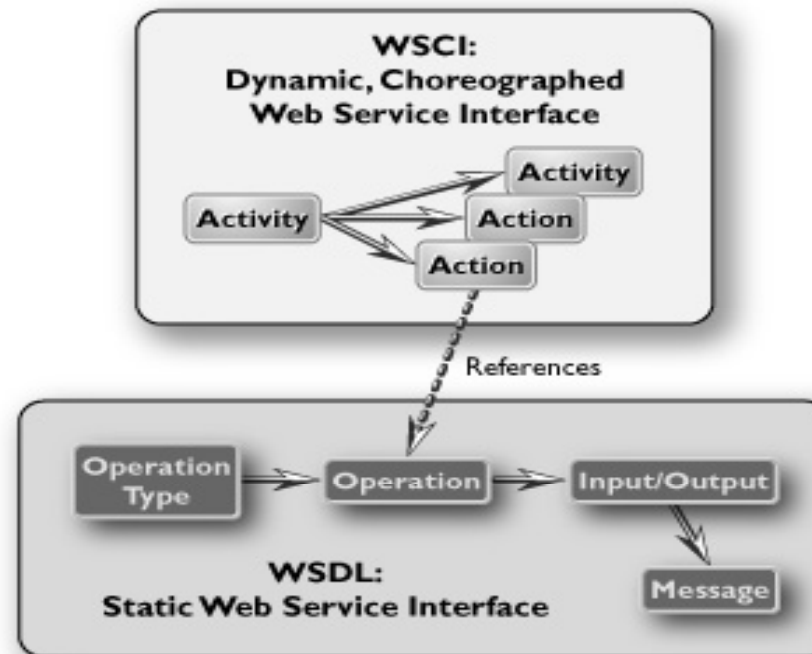 WSCI:
Dynamic, Choreographed
Web Service Interface
Activity
Activity
Action
Action
References
Operation
Type
Operation
Input/Output
Message
WSDL:
Static Web Service Interface